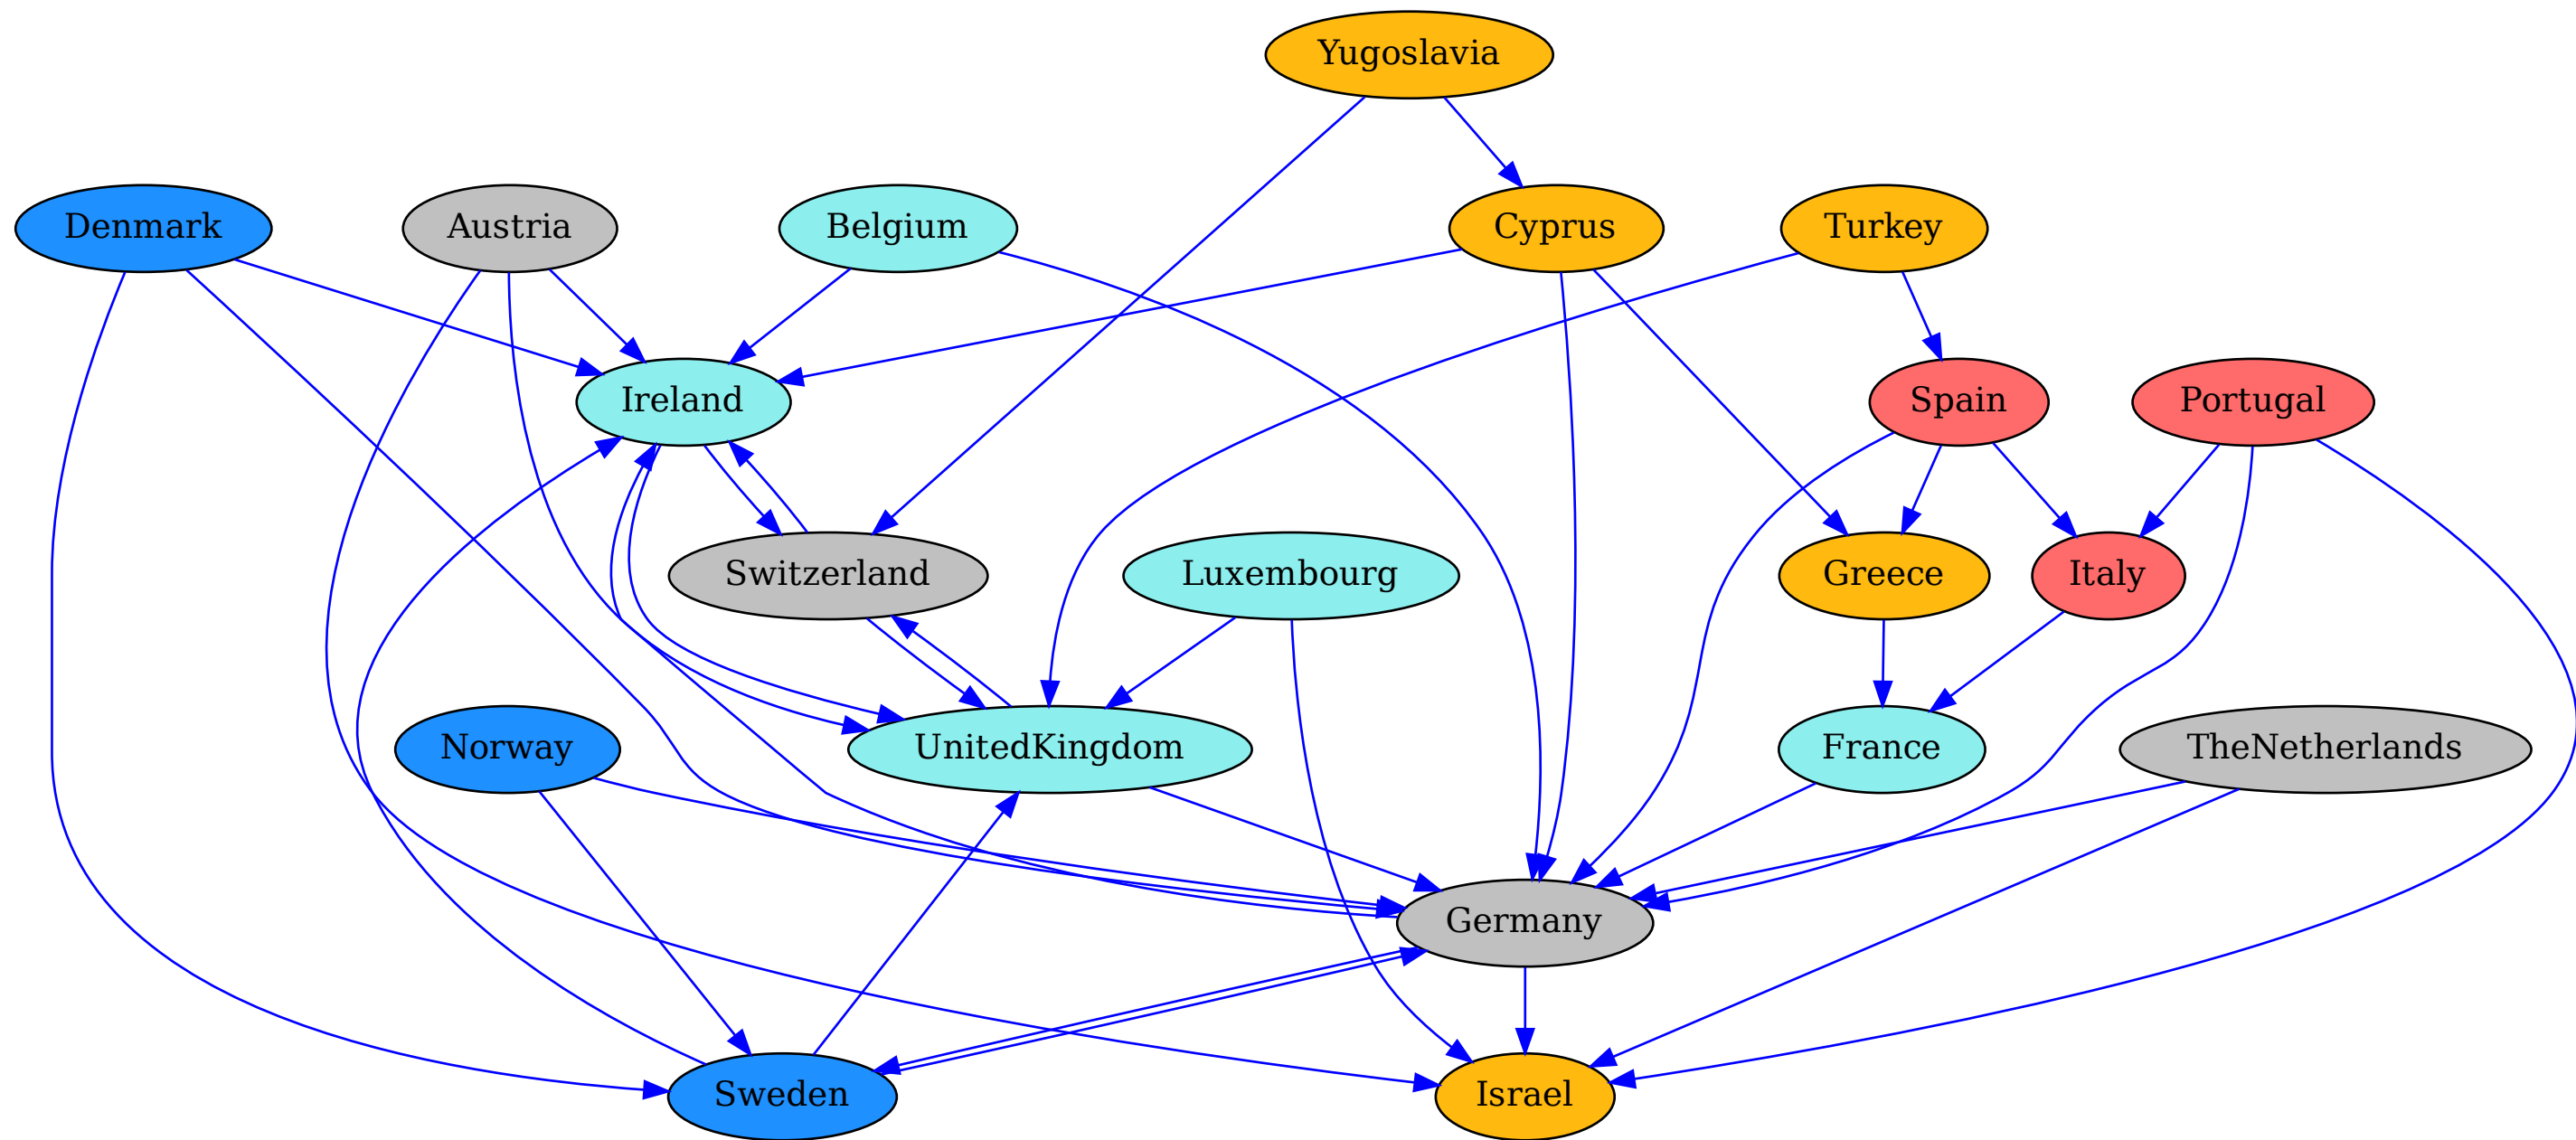 Yugoslavia
Denmark
Austria
Belgium
Cyprus
Turkey
Ireland
Spain
Portugal
Switzerland
Luxembourg
Greece
Italy
Norway
UnitedKingdom
France
TheNetherlands
Germany
Sweden
Israel